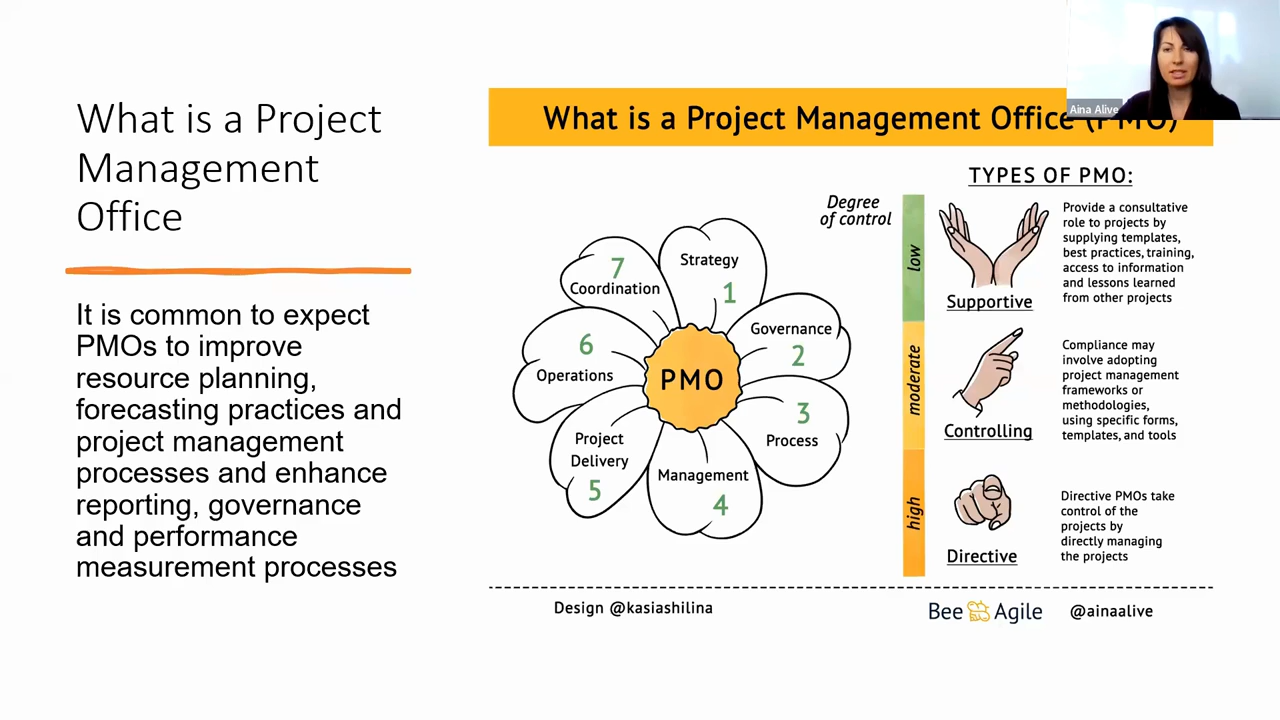 What is a Project
Management
Office
It is common to expect
PMOs to improve
resource planning,
forecasting practices and
project management
processes and enhance
reporting, governance
and performance
measurement processes
What is a Project Management Office (PMO)
Aina Alive
Strategy
1
Governance
2
3
Process
Management
4
Project
Delivery
5
6
Operations
7
Coordination
PMO
TYPES OF PMO:
Degree
of control
low
Supportive
Provide a consultative
role to projects by
supplying templates,
best practices, training,
access to information
and lessons learned
from other projects
moderate
Controlling
Compliance may
involve adopting
project management
frameworks or
methodologies,
using specific forms,
templates, and tools
high
Directive
Directive PMOs take
control of the
projects by
directly managing
the projects
Design @kasiashilina
Bee Agile
@ainaalive